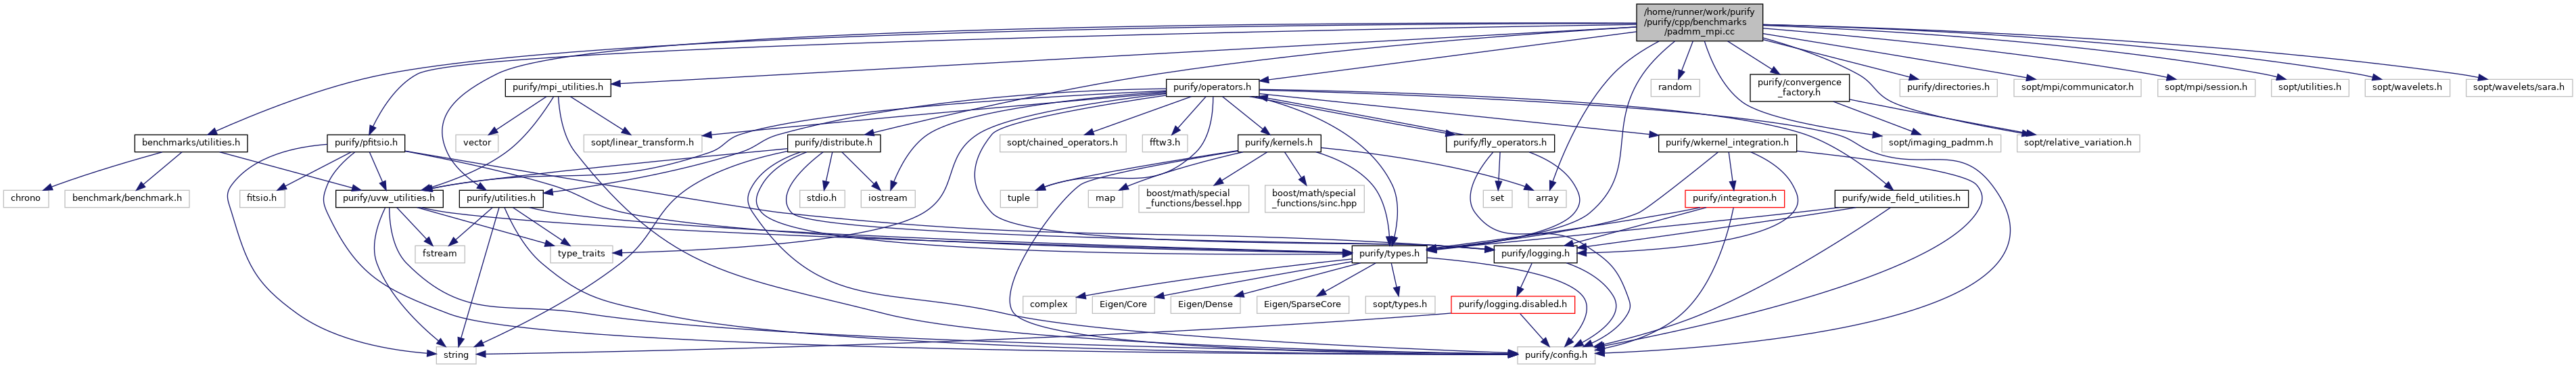 /home/runner/work/purify
/purify/cpp/benchmarks
/padmm_mpi.cc
purify/mpi_utilities.h
purify/operators.h
random
purify/convergence
_factory.h
purify/directories.h
sopt/mpi/communicator.h
sopt/mpi/session.h
sopt/utilities.h
sopt/wavelets.h
sopt/wavelets/sara.h
benchmarks/utilities.h
purify/pfitsio.h
vector
sopt/linear_transform.h
purify/distribute.h
sopt/chained_operators.h
fftw3.h
purify/kernels.h
purify/fly_operators.h
purify/wkernel_integration.h
sopt/imaging_padmm.h
sopt/relative_variation.h
chrono
benchmark/benchmark.h
fitsio.h
purify/uvw_utilities.h
purify/utilities.h
stdio.h
iostream
tuple
map
boost/math/special
_functions/bessel.hpp
boost/math/special
_functions/sinc.hpp
set
array
purify/integration.h
purify/wide_field_utilities.h
fstream
type_traits
purify/types.h
purify/logging.h
complex
Eigen/Core
Eigen/Dense
Eigen/SparseCore
sopt/types.h
purify/logging.disabled.h
string
purify/config.h